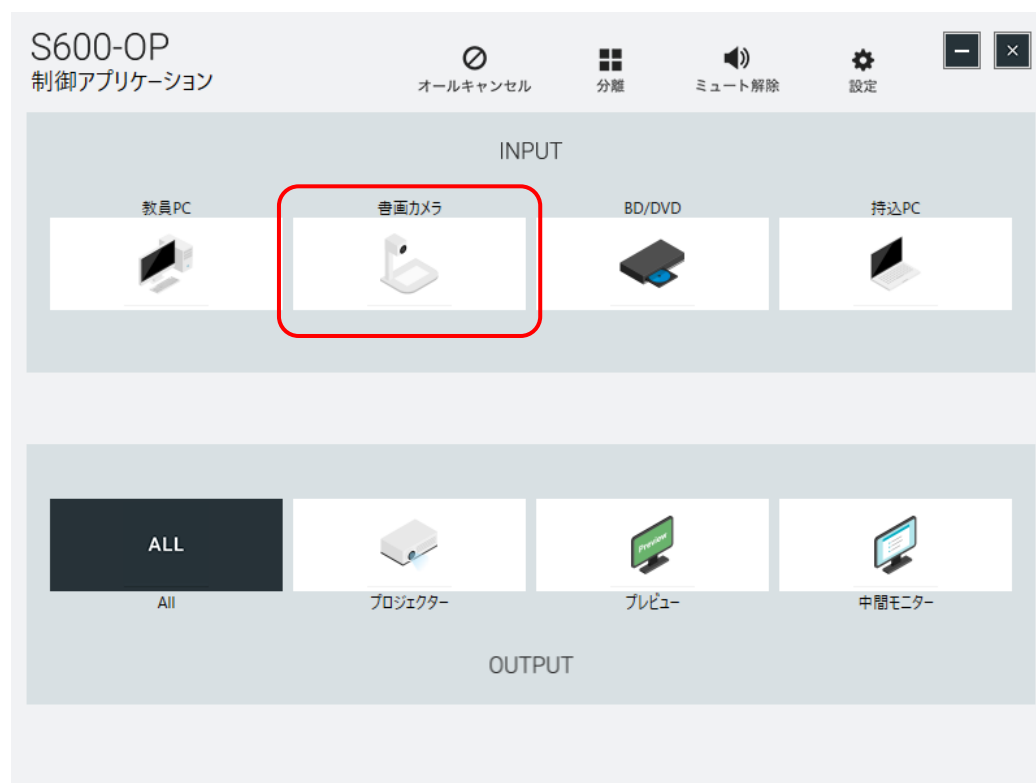 S600-OP
制御アプリケーション
オールキャンセル
分離
ミュート解除
設定
INPUT
教員PC
書画カメラ
BD/DVD
持込PC
ALL
Preview
All
プロジェクター
プレビュー
中間モニター
OUTPUT